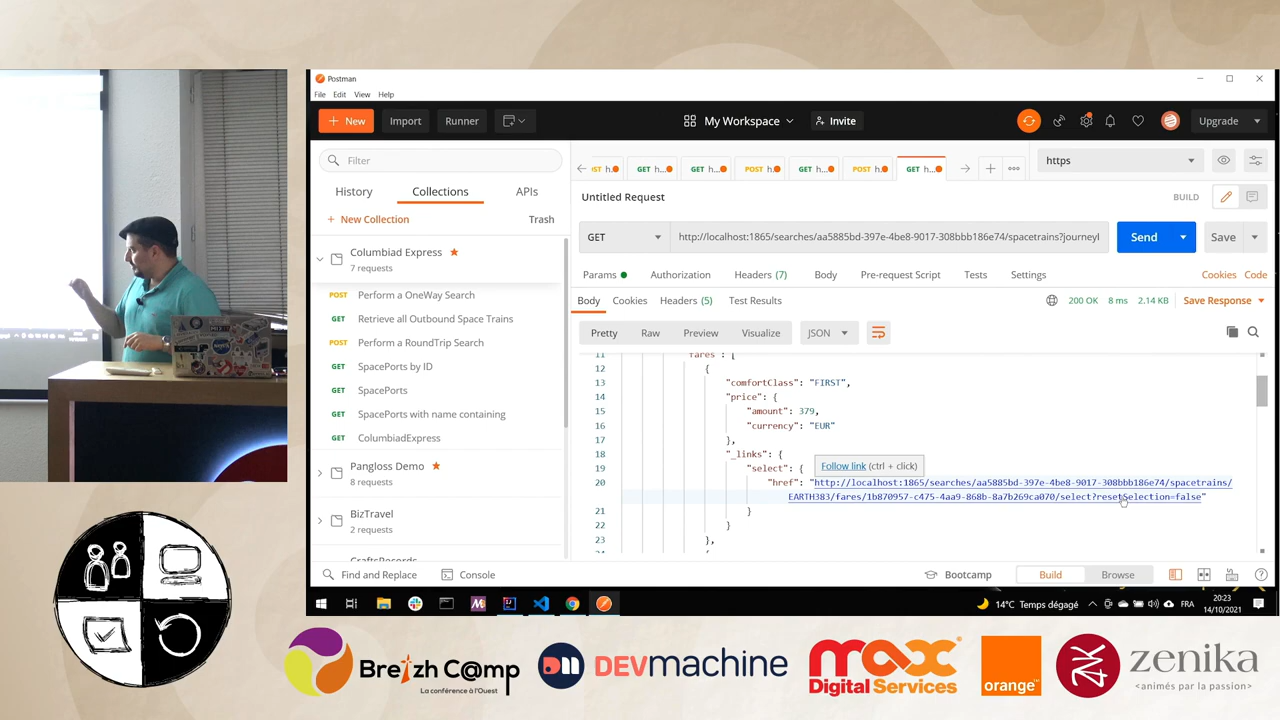 Postman
File Edit View Help
New Import Runner My Workspace Invite Upgrade
Filter
History Collections APIs
New Collection Trash
Columbiad Express
7 requests
POST Perform a OneWay Search
GET Retrieve all Outbound Space Trains
POST Perform a RoundTrip Search
GET SpacePorts by ID
GET SpacePorts
GET SpacePorts with name containing
GET ColumbiadExpress
Pangloss Demo
8 requests
BizTravel
2 requests
GET h... GET h... POST h. GET h... POST h. GET h...
https
Untitled Request BUILD
GET http://localhost:1865/searches/aa5885bd-397e-4be8-9017-308bbb186e74/spacetrains?journeyI Send Save
Params Authorization Headers (7) Body Pre-request Script Tests Settings Cookies Code
Body Cookies Headers (5) Test Results 200 OK 8 ms 2.14 KB Save Response
Pretty Raw Preview Visualize JSON
11 "fares": [
12 {
13 "comfortClass": "FIRST",
14 "price": {
15 "amount": 379,
16 "currency": "EUR"
17 },
18 "_links": {
19 "select": {
Follow link (ctrl + click)
20 "href": "http://localhost:1865/searches/aa5885bd-397e-4be8-9017-308bbb186e74/spacetrains/
EARTH383/fares/1b870957-c475-4aa9-868b-8a7b269ca070/select?resetSelection=false"
21 }
22 }
23 },
Find and Replace Console Bootcamp Build Browse
14°C Temps dégagé FRA 20:23
14/10/2021
Breizh C@mp
La conférence à l'Ouest
DEVmachine
max
Digital Services
orange™
zenika
<animés par la passion>